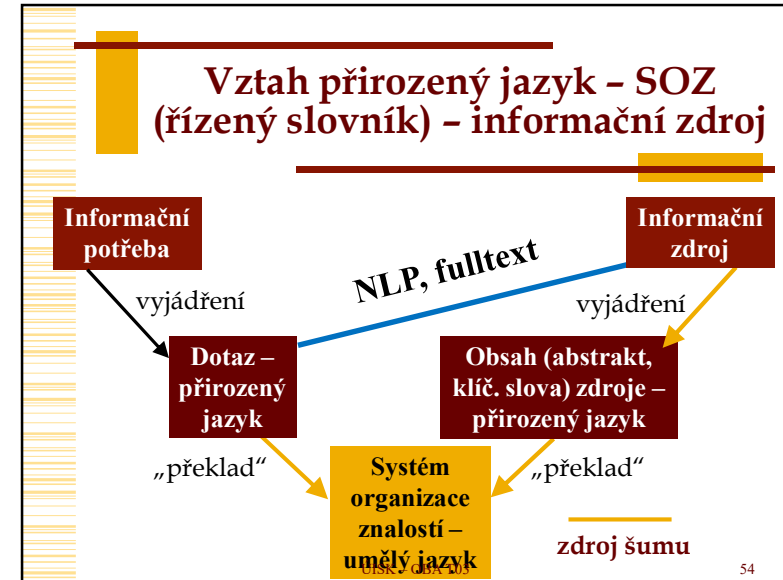 Vztah přirozený jazyk – SOZ
(řízený slovník) – informační zdroj
Informační
potřeba
Informační
zdroj
NLP, fulltext
vyjádření
vyjádření
Dotaz –
přirozený
jazyk
Obsah (abstrakt,
klíč. slova) zdroje –
přirozený jazyk
„překlad“
„překlad“
Systém
organizace
znalostí –
umělý jazyk
zdroj šumu
54